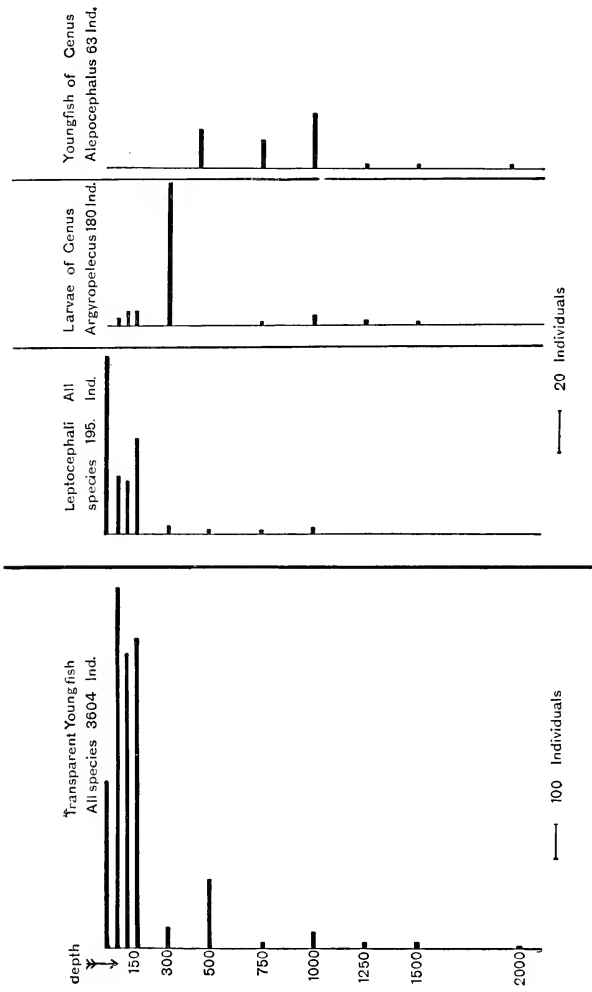 depth
150
300
500
750
1000
1250
1500
2000
Transparent Youngfish
All species 3604 Ind.
100 Individuals
Leptocephali All
species 195. Ind.
Larvae of Genus
Argyropelecus 180 Ind.
Youngfish of Genus
Alepocephalus 63 Ind.
20 Individuals